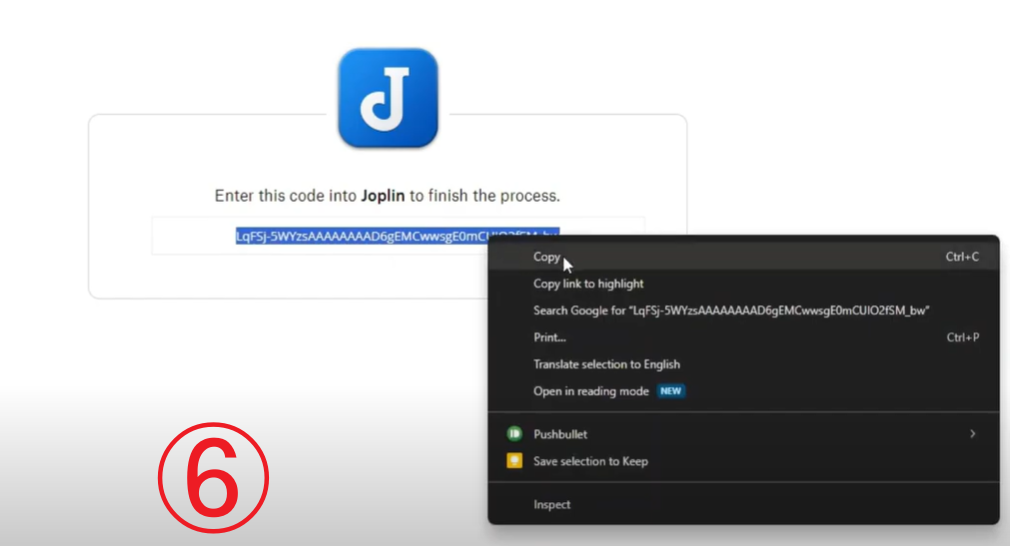 J
Enter this code into Joplin to finish the process.
LqFSj-5WYzsAAAAAAAAD6gEMCwwsgE0mCUIO2fSM_bw
Copy Ctrl+C
Copy link to highlight
Search Google for “LqFSj-5WYzsAAAAAAAAD6gEMCwwsgE0mCUIO2fSM_bw”
Print... Ctrl+P
Translate selection to English
Open in reading mode NEW
Pushbullet
Save selection to Keep
Inspect
6